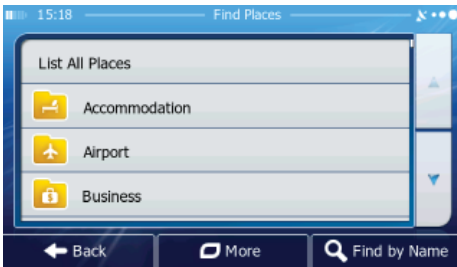 15:18 Find Places
List All Places
Accommodation
Airport
Business
Back More Find by Name